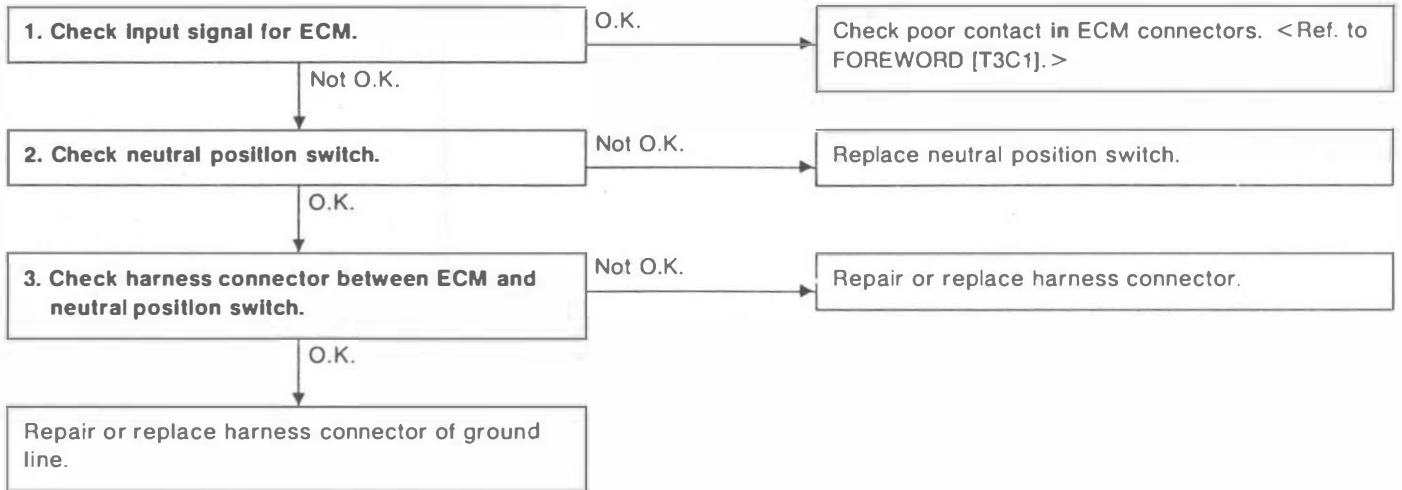 1. Check input signal for ECM.
O.K.
Check poor contact in ECM connectors. <Ref. to
FOREWORD [T3C1].>
Not O.K.
2. Check neutral position switch.
Not O.K.
Replace neutral position switch.
O.K.
3. Check harness connector between ECM and
neutral position switch.
Not O.K.
Repair or replace harness connector.
O.K.
Repair or replace harness connector of ground
line.